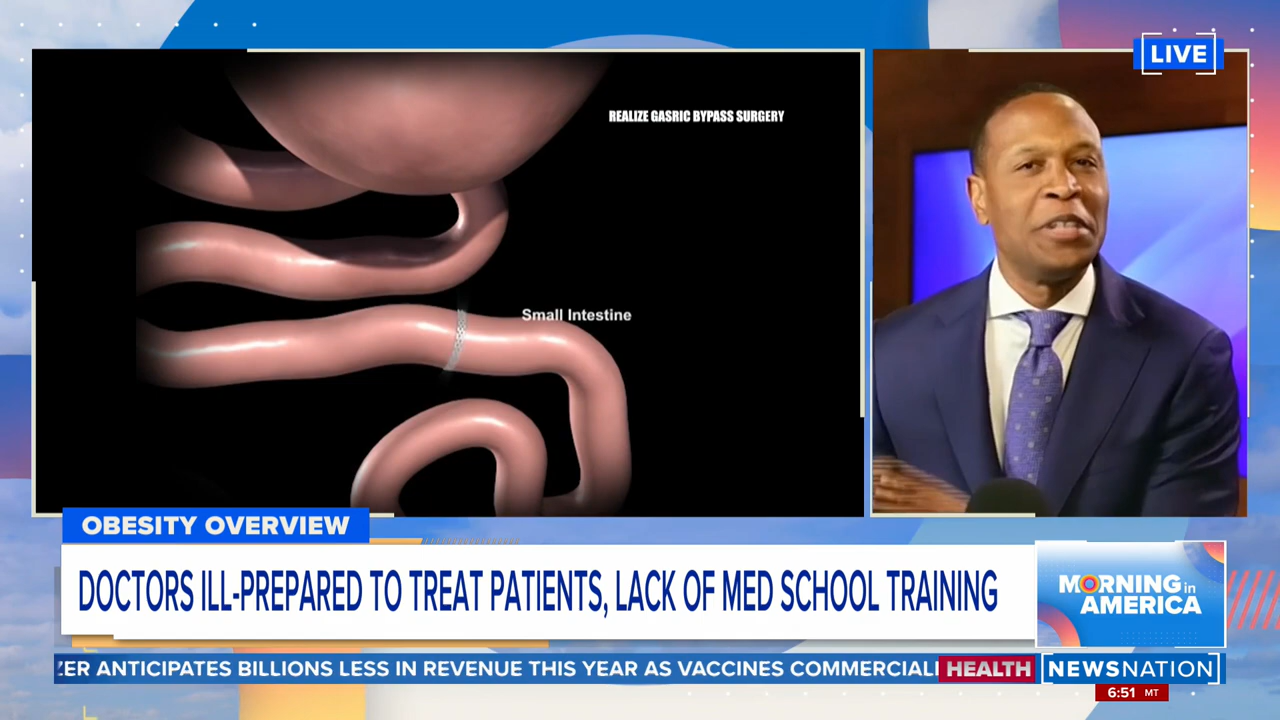 LIVE
REALIZE GASRIC BYPASS SURGERY
Small Intestine
OBESITY OVERVIEW
DOCTORS ILL-PREPARED TO TREAT PATIENTS, LACK OF MED SCHOOL TRAINING
MORNING in
AMERICA
ZER ANTICIPATES BILLIONS LESS IN REVENUE THIS YEAR AS VACCINES COMMERCIALI HEALTH NEWSNATION
6:51 MT